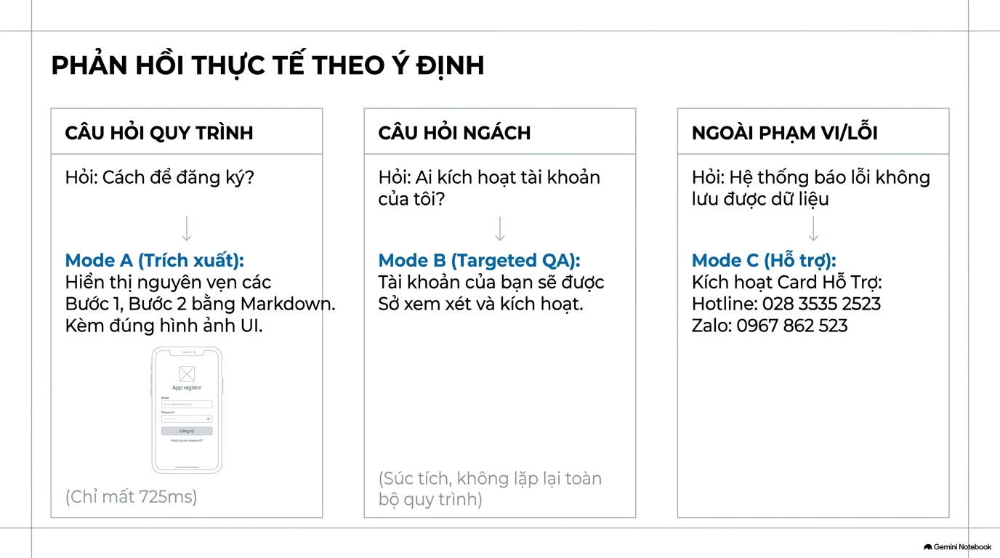 PHẢN HỒI THỰC TẾ THEO Ý ĐỊNH
CÂU HỎI QUY TRÌNH
Hỏi: Cách để đăng ký?
Mode A (Trích xuất):
Hiển thị nguyên vẹn các
Bước 1, Bước 2 bằng Markdown.
Kèm đúng hình ảnh UI.
App registrr
Email
Password
Đăng ký
(Chỉ mất 725ms)
CÂU HỎI NGÁCH
Hỏi: Ai kích hoạt tài khoản
của tôi?
Mode B (Targeted QA):
Tài khoản của bạn sẽ được
Sở xem xét và kích hoạt.
(Súc tích, không lặp lại toàn
bộ quy trình)
NGOÀI PHẠM VI/LỖI
Hỏi: Hệ thống báo lỗi không
lưu được dữ liệu
Mode C (Hỗ trợ):
Kích hoạt Card Hỗ Trợ:
Hotline: 028 3535 2523
Zalo: 0967 862 523
Gemini Notebook